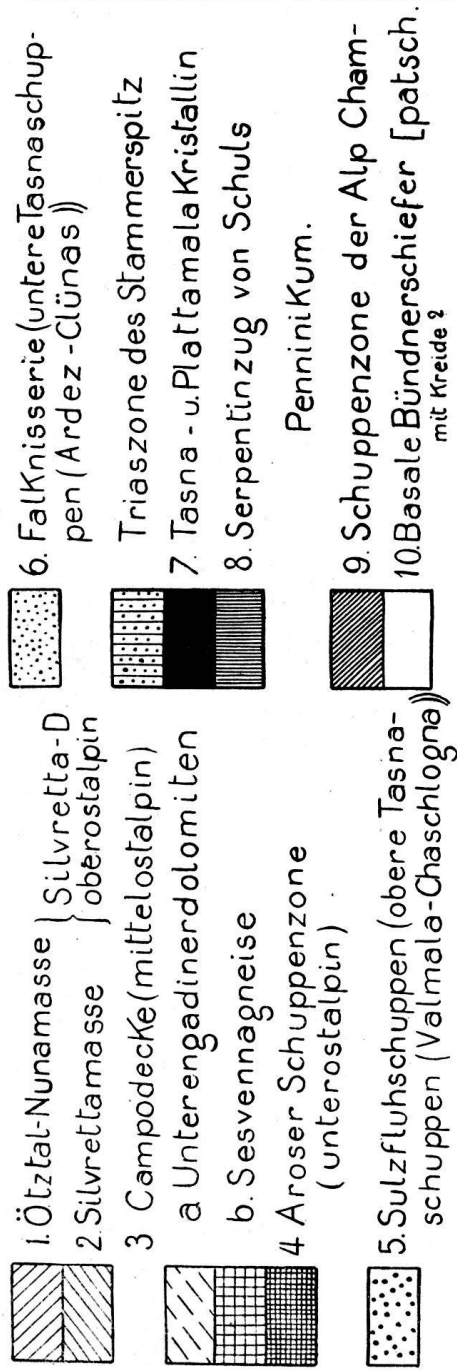 1. Ötztal-Nunamasse
2. Silvrettamasse
Silvretta-D
oberostalpin
3 Campodecke (mittelostalpin)
a Unterengadinerdolomiten
b. Sesvennagneise
4 Aroser Schuppenzone
(unterostalpin)
5. Sulzfluhschuppen (obere Tasna-
schuppen (Valmala-Chaschlogna))
6. Falknisserie (untere Tasnaschup-
pen (Ardez-Clünas))
Triaszone des Stammerspitz
7. Tasna- u. Plattamala Kristallin
8. Serpentinzug von Schuls
Penninikum.
9. Schuppenzone der Alp Cham-
10. Basale Bündnerschiefer [patsch.
mit Kreide ?